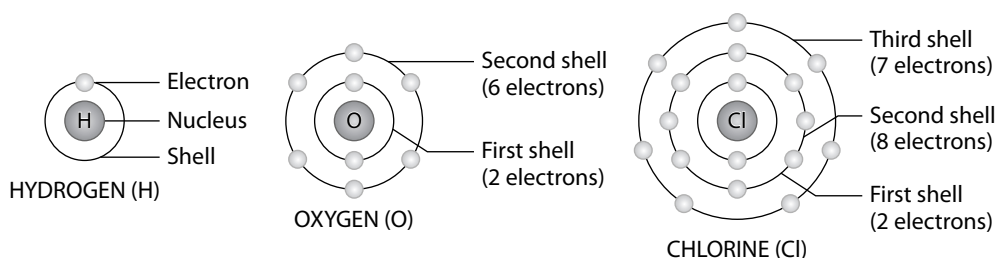 H
Electron
Nucleus
Shell
HYDROGEN (H)
O
Second shell
(6 electrons)
First shell
(2 electrons)
OXYGEN (O)
Cl
Third shell
(7 electrons)
Second shell
(8 electrons)
First shell
(2 electrons)
CHLORINE (Cl)